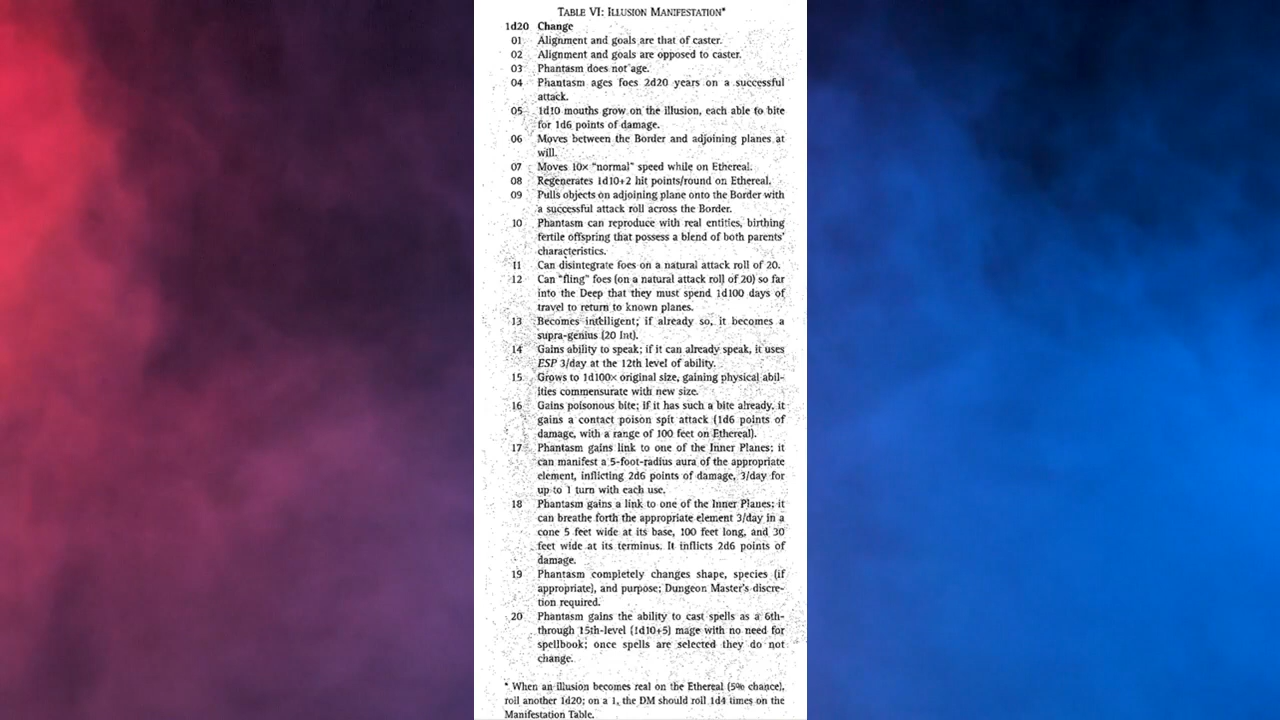 TABLE VI: ILLUSION MANIFESTATION*
1d20 Change
01 Alignment and goals are that of caster.
02 Alignment and goals are opposed to caster.
03 Phantasm does not age.
04 Phantasm ages foes 2d20 years on a successful
attack.
05 1d10 mouths grow on the illusion, each able to bite
for 1d6 points of damage.
06 Moves between the Border and adjoining planes at
will.
07 Moves 10× "normal" speed while on Ethereal.
08 Regenerates 1d10+2 hit points/round on Ethereal.
09 Pulls objects on adjoining plane onto the Border with
a successful attack roll across the Border.
10 Phantasm can reproduce with real entities, birthing
fertile offspring that possess a blend of both parents'
characteristics.
11 Can disintegrate foes on a natural attack roll of 20.
12 Can "fling" foes (on a natural attack roll of 20) so far
into the Deep that they must spend 1d100 days of
travel to return to known planes.
13 Becomes intelligent; if already so, it becomes a
supra-genius (20 Int).
14 Gains ability to speak; if it can already speak, it uses
ESP 3/day at the 12th level of ability.
15 Grows to 1d100× original size, gaining physical abil-
ities commensurate with new size.
16 Gains poisonous bite; if it has such a bite already, it
gains a contact poison spit attack (1d6 points of
damage, with a range of 100 feet on Ethereal).
17 Phantasm gains link to one of the Inner Planes; it
can manifest a 5-foot-radius aura of the appropriate
element, inflicting 2d6 points of damage, 3/day for
up to 1 turn with each use.
18 Phantasm gains a link to one of the Inner Planes; it
can breathe forth the appropriate element 3/day in a
cone 5 feet wide at its base, 100 feet long, and 30
feet wide at its terminus. It inflicts 2d6 points of
damage.
19 Phantasm completely changes shape, species (if
appropriate), and purpose; Dungeon Master's discre-
tion required.
20 Phantasm gains the ability to cast spells as a 6th-
through 15th-level (1d10+5) mage with no need for
spellbook; once spells are selected they do not
change.
* When an illusion becomes real on the Ethereal (5% chance),
roll another 1d20; on a 1, the DM should roll 1d4 times on the
Manifestation Table.